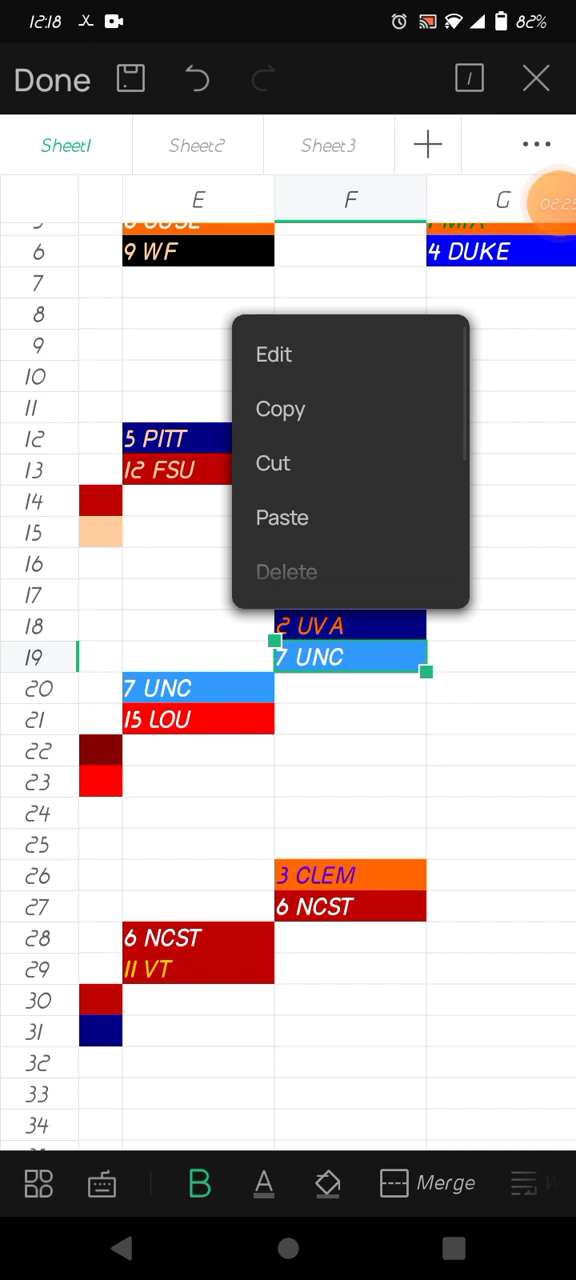 12:18 82%
Done
Sheet1 Sheet2 Sheet3
E F G
02:25
5
6 9 WF 4 DUKE
7
8
9
10
11
12 5 PITT
13 12 FSU
14
15
16
17
18 2 UVA
19 7 UNC
20 7 UNC
21 15 LOU
22
23
24
25
26 3 CLEM
27 6 NCST
28 6 NCST
29 11 VT
30
31
32
33
34
Edit
Copy
Cut
Paste
Delete
B A Merge